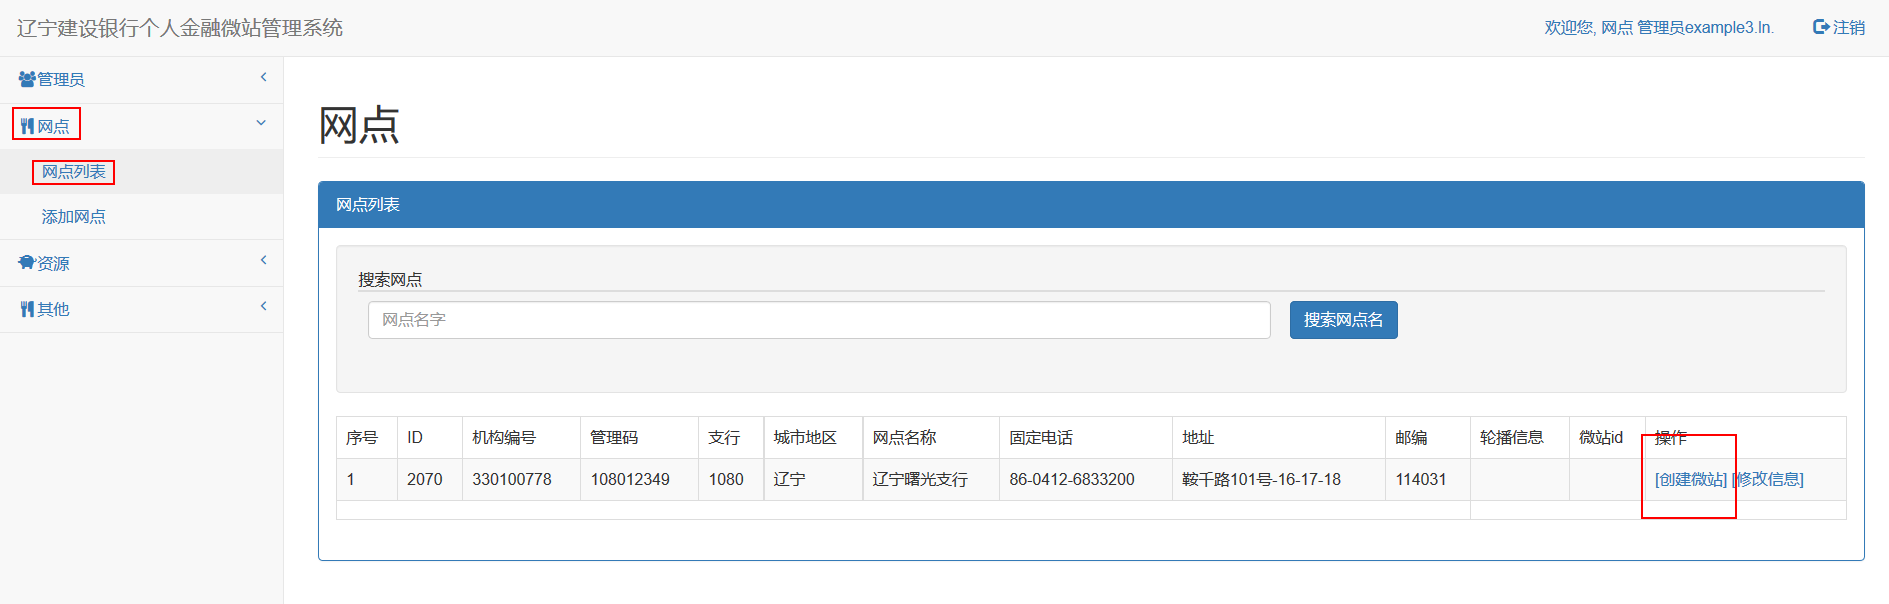 辽宁建设银行个人金融微站管理系统
欢迎您, 网点 管理员example3.ln. 注销
管理员
网点
网点列表
添加网点
资源
其他
网点
网点列表
搜索网点
网点名字 搜索网点名
序号 ID 机构编号 管理码 支行 城市地区 网点名称 固定电话 地址 邮编 轮播信息 微站id 操作
1 2070 330100778 108012349 1080 辽宁 辽宁曙光支行 86-0412-6833200 鞍千路101号-16-17-18 114031 [创建微站] [修改信息]